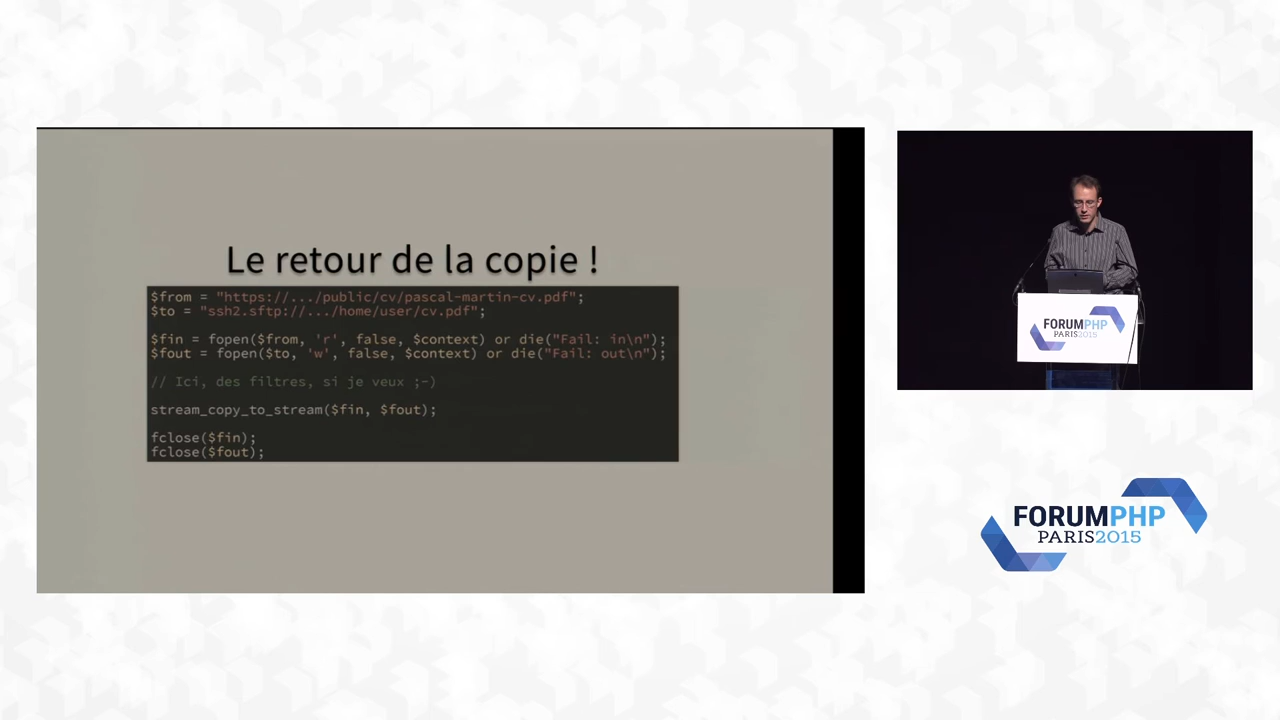 Le retour de la copie !
$from = "https://.../public/cv/pascal-martin-cv.pdf";
$to = "ssh2.sftp://.../home/user/cv.pdf";
$fin = fopen($from, 'r', false, $context) or die("Fail: in\n");
$fout = fopen($to, 'w', false, $context) or die("Fail: out\n");
// Ici, des filtres, si je veux ;-)
stream_copy_to_stream($fin, $fout);
fclose($fin);
fclose($fout);
FORUMPHP
PARIS2015
FORUMPHP
PARIS2015